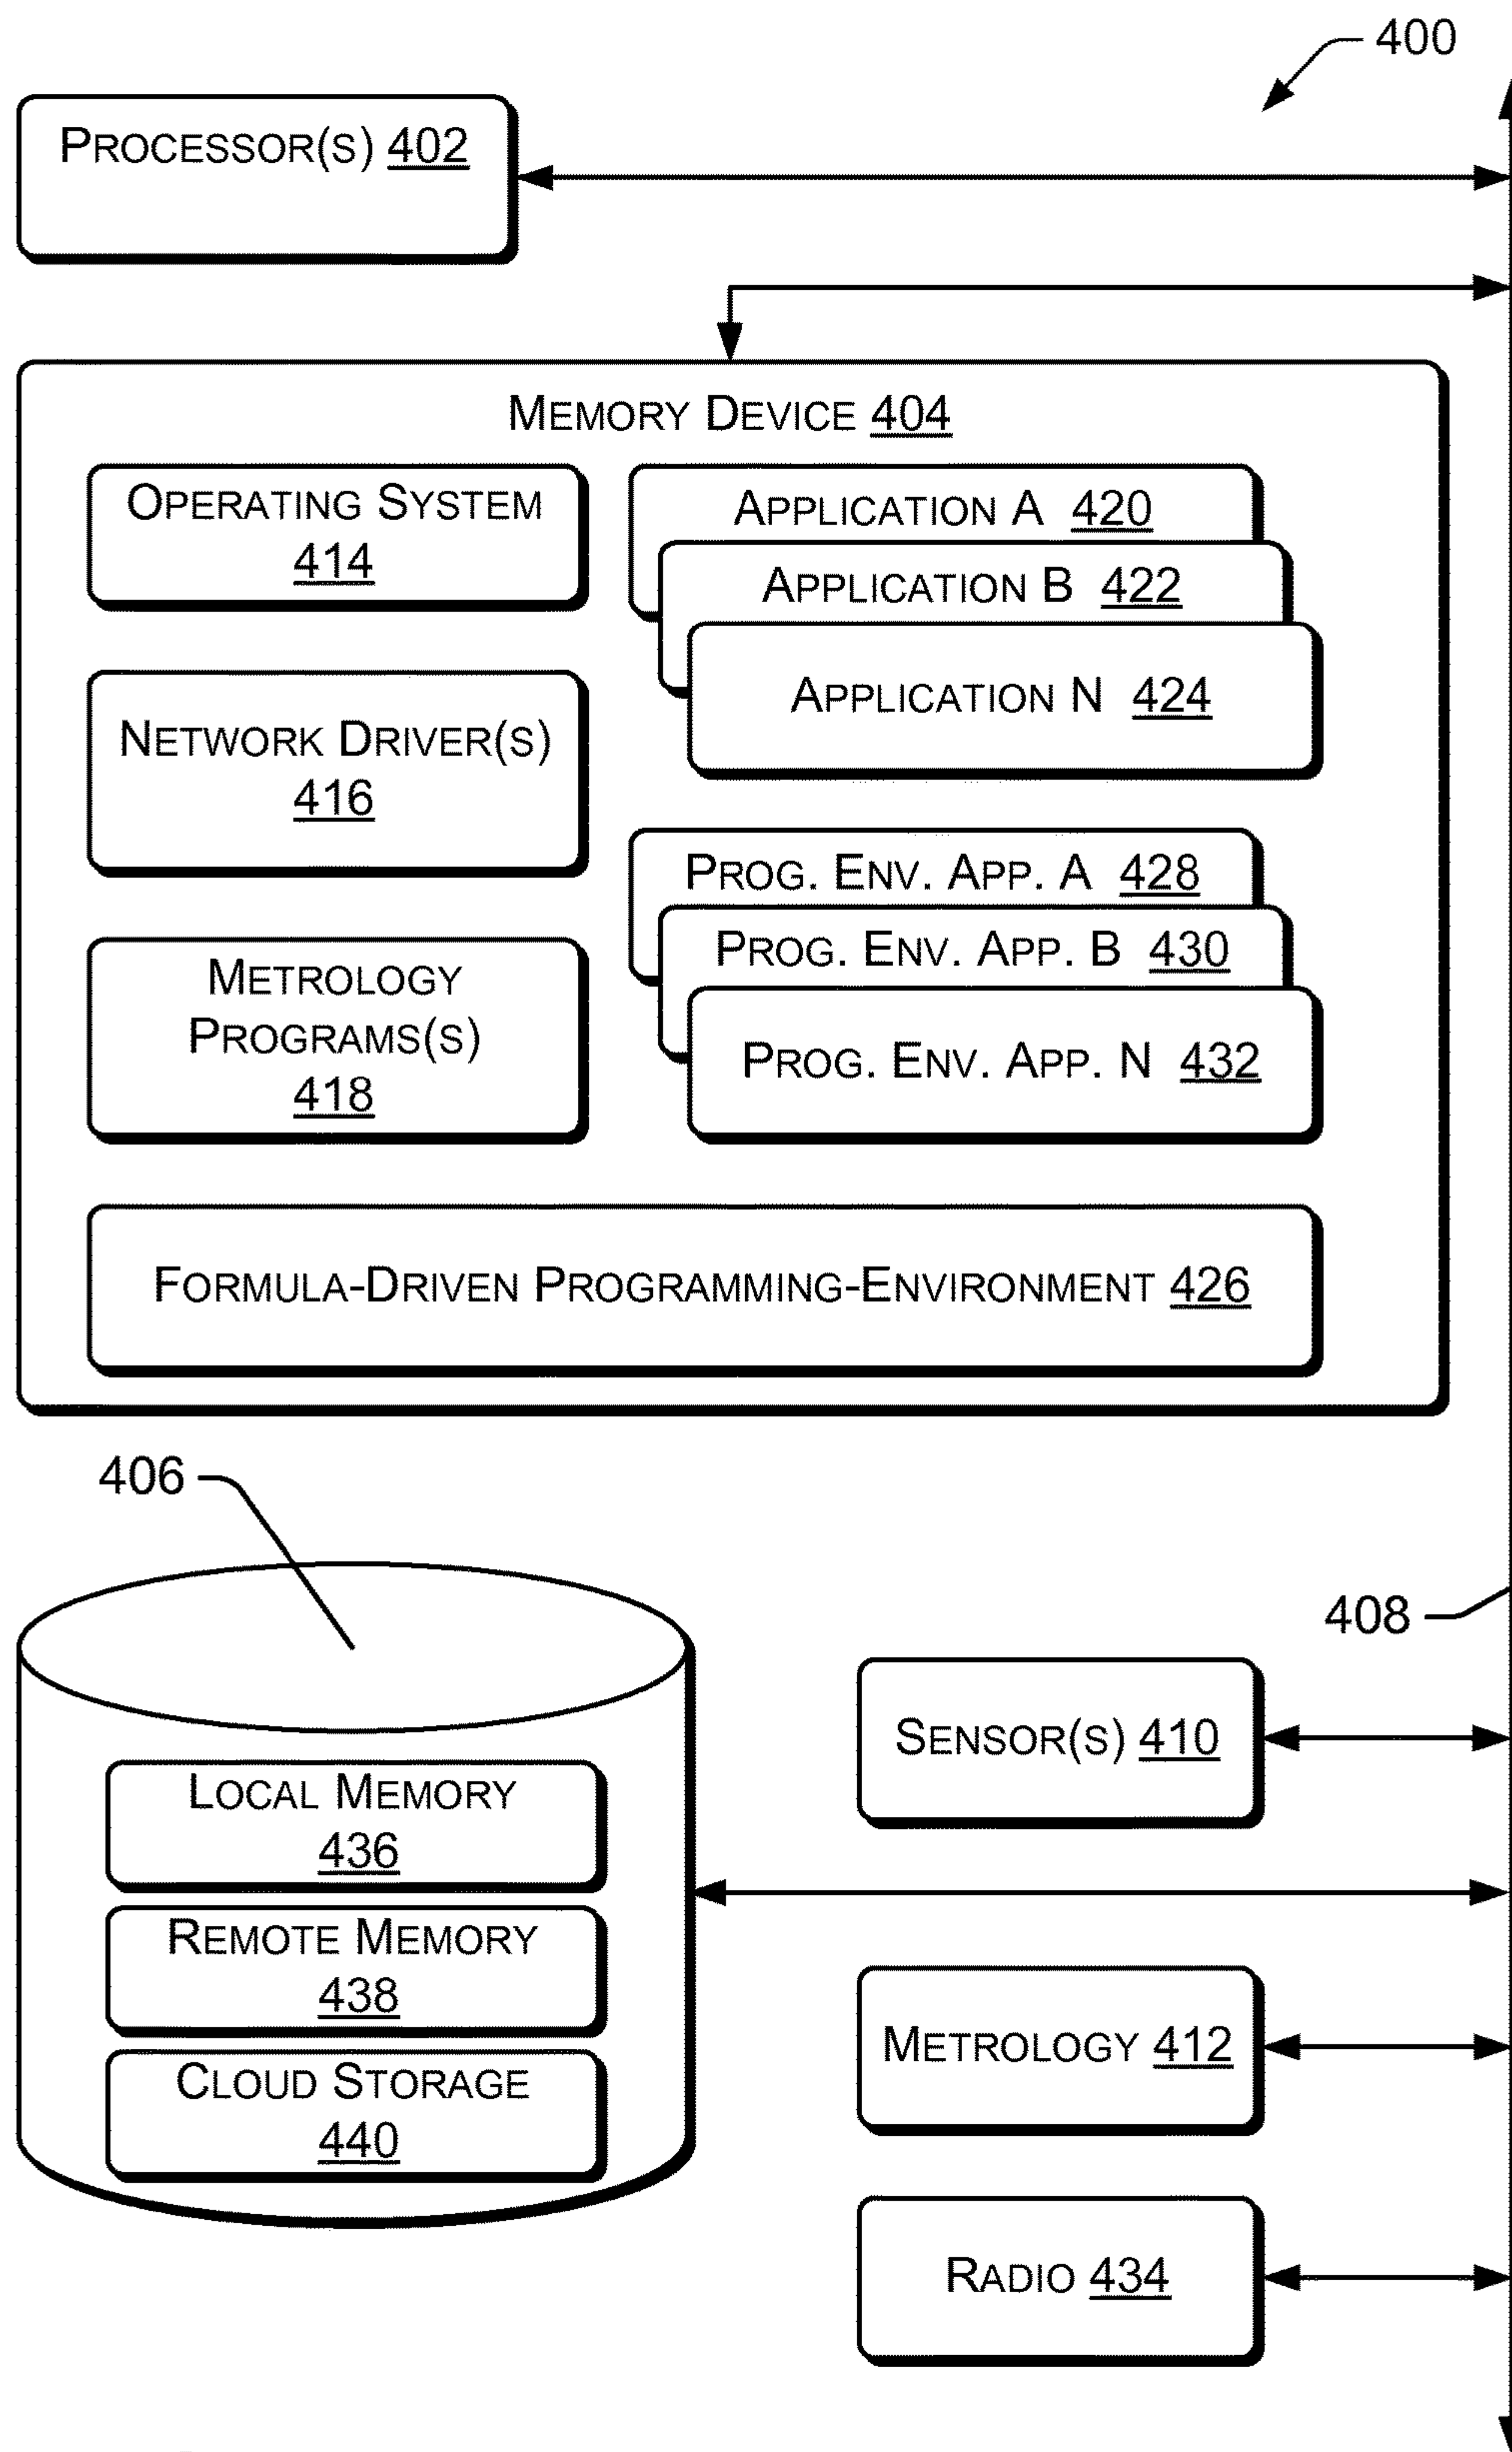 400
PROCESSOR(S) 402
MEMORY DEVICE 404
OPERATING SYSTEM
414
NETWORK DRIVER(S)
416
METROLOGY
PROGRAMS(S)
418
APPLICATION A 420
APPLICATION B 422
APPLICATION N 424
PROG. ENV. APP. A 428
PROG. ENV. APP. B 430
PROG. ENV. APP. N 432
FORMULA-DRIVEN PROGRAMMING-ENVIRONMENT 426
406
LOCAL MEMORY
436
REMOTE MEMORY
438
CLOUD STORAGE
440
408
SENSOR(S) 410
METROLOGY 412
RADIO 434